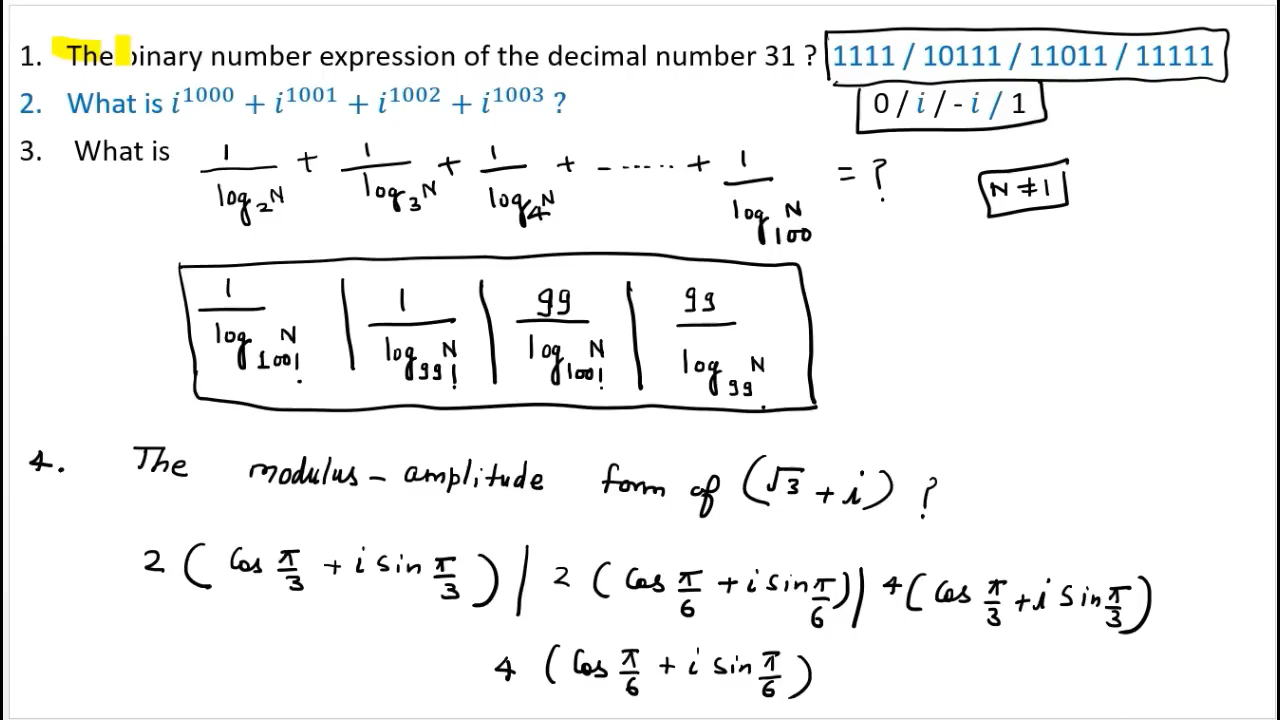 1. The binary number expression of the decimal number 31 ? 1111 / 10111 / 11011 / 11111
2. What is i^1000 + i^1001 + i^1002 + i^1003 ? 0 / i / - i / 1
3. What is 1/log_2 N + 1/log_3 N + 1/log_4 N + - ..... + 1/log_100 N = ? N ≠ 1
1/log_100! N | 1/log_99! N | 99/log_100! N | 99/log_99 N
4. The modulus - amplitude form of (√3 + i) ?
2 (Cos π/3 + i sin π/3) | 2 (Cos π/6 + i sin π/6) | 4 (Cos π/3 + i sin π/3)
4 (Cos π/6 + i sin π/6)